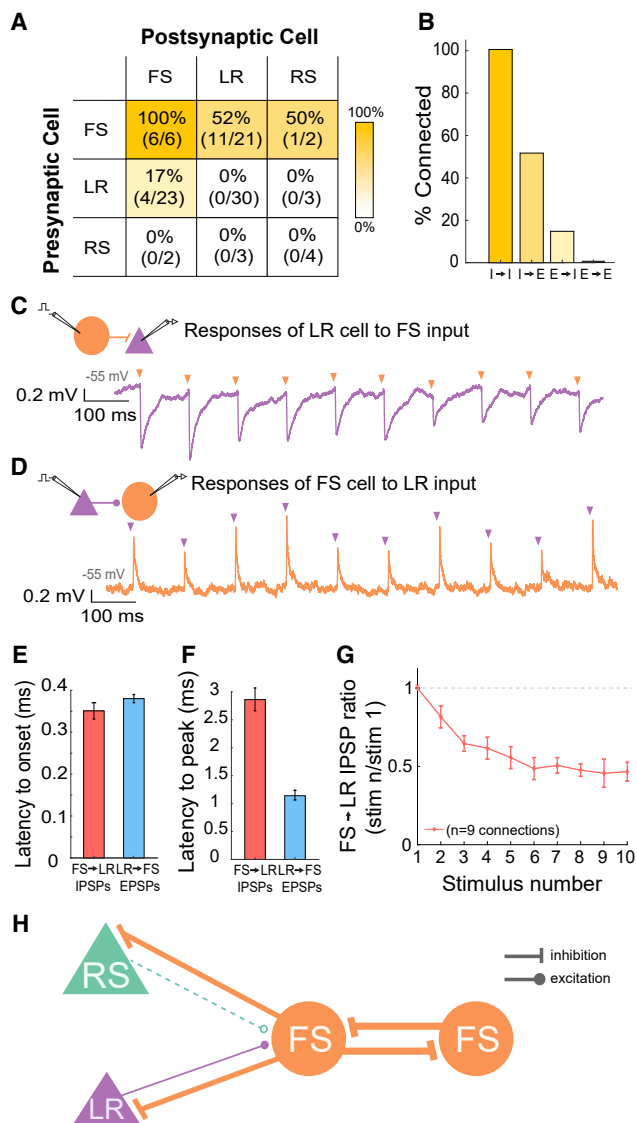 A
Postsynaptic Cell
FS LR RS
Presynaptic Cell
FS 100% (6/6) 52% (11/21) 50% (1/2)
LR 17% (4/23) 0% (0/30) 0% (0/3)
RS 0% (0/2) 0% (0/3) 0% (0/4)
100%
0%
B
% Connected
100
80
60
40
20
0
I→I I→E E→I E→E
C
Responses of LR cell to FS input
-55 mV
0.2 mV
100 ms
D
Responses of FS cell to LR input
-55 mV
0.2 mV
100 ms
E
Latency to onset (ms)
0.4
0.3
0.3
0.1
0
FS→LR LR→FS
IPSPs EPSPs
F
Latency to peak (ms)
3
2.5
2
1.5
1
0.5
0
FS→LR LR→FS
IPSPs EPSPs
G
FS→LR IPSP ratio
(stim n/stim 1)
1
0.5
0
(n=9 connections)
1 2 3 4 5 6 7 8 9 10
Stimulus number
H
RS
FS
FS
LR
inhibition
excitation